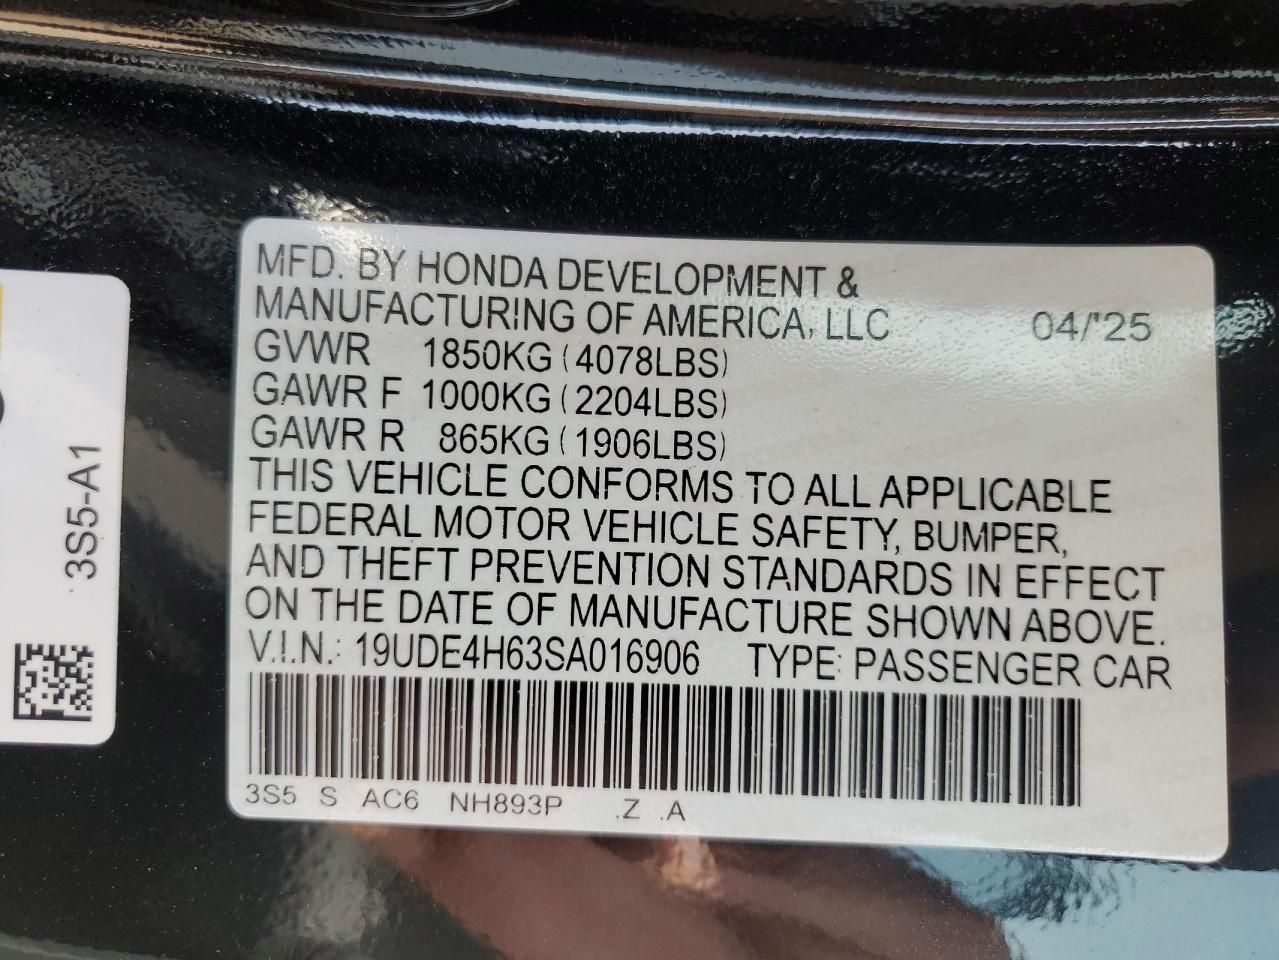 MFD. BY HONDA DEVELOPMENT &
MANUFACTURING OF AMERICA, LLC 04/'25
GVWR 1850KG (4078LBS)
GAWR F 1000KG (2204LBS)
GAWR R 865KG (1906LBS)
THIS VEHICLE CONFORMS TO ALL APPLICABLE
FEDERAL MOTOR VEHICLE SAFETY, BUMPER,
AND THEFT PREVENTION STANDARDS IN EFFECT
ON THE DATE OF MANUFACTURE SHOWN ABOVE.
V.I.N.: 19UDE4H63SA016906 TYPE: PASSENGER CAR
3S5 S AC6 NH893P .Z .A
3S5-A1